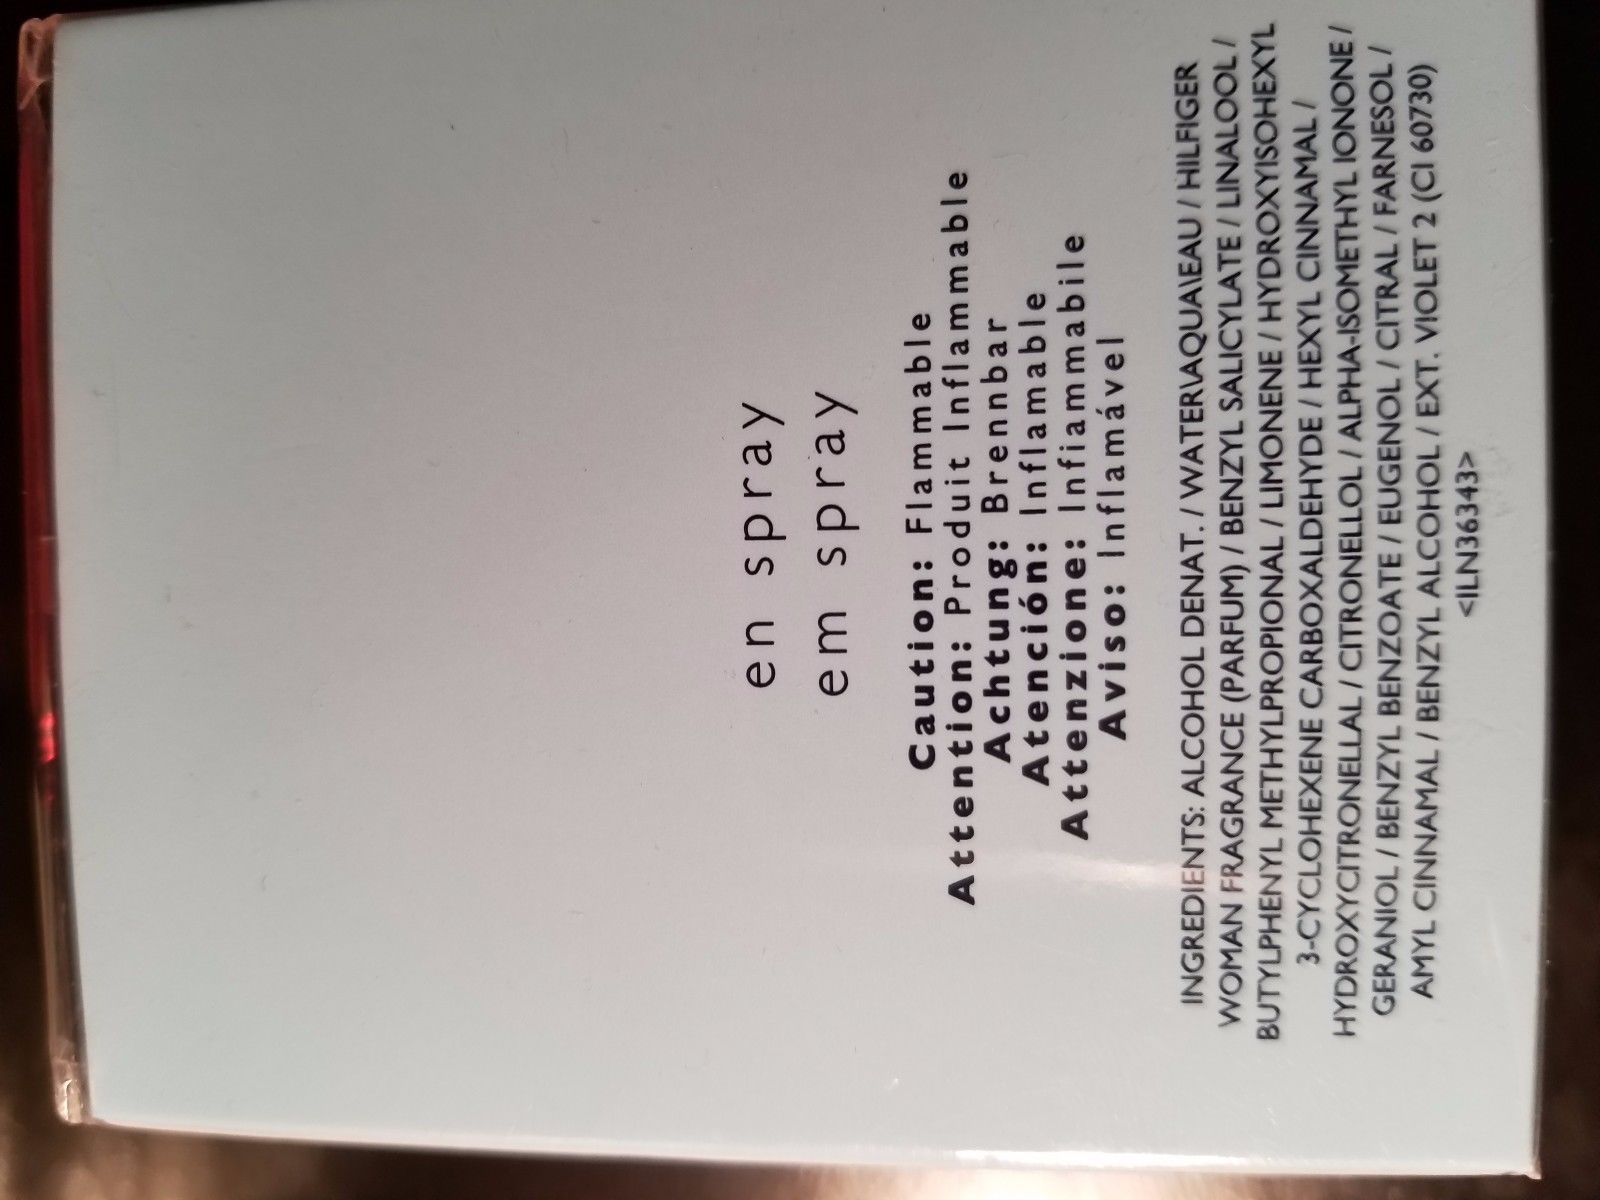 en spray
em spray
Caution: Flammable
Attention: Produit Inflammable
Achtung: Brennbar
Atención: Inflamable
Attenzione: Infiammabile
Aviso: Inflamável
INGREDIENTS: ALCOHOL DENAT. / WATER\AQUA\EAU / HILFIGER
WOMAN FRAGRANCE (PARFUM) / BENZYL SALICYLATE / LINALOOL /
BUTYLPHENYL METHYLPROPIONAL / LIMONENE / HYDROXYISOHEXYL
3-CYCLOHEXENE CARBOXALDEHYDE / HEXYL CINNAMAL /
HYDROXYCITRONELLAL / CITRONELLOL / ALPHA-ISOMETHYL IONONE /
GERANIOL / BENZYL BENZOATE / EUGENOL / CITRAL / FARNESOL /
AMYL CINNAMAL / BENZYL ALCOHOL / EXT. VIOLET 2 (CI 60730)
<ILN36343>